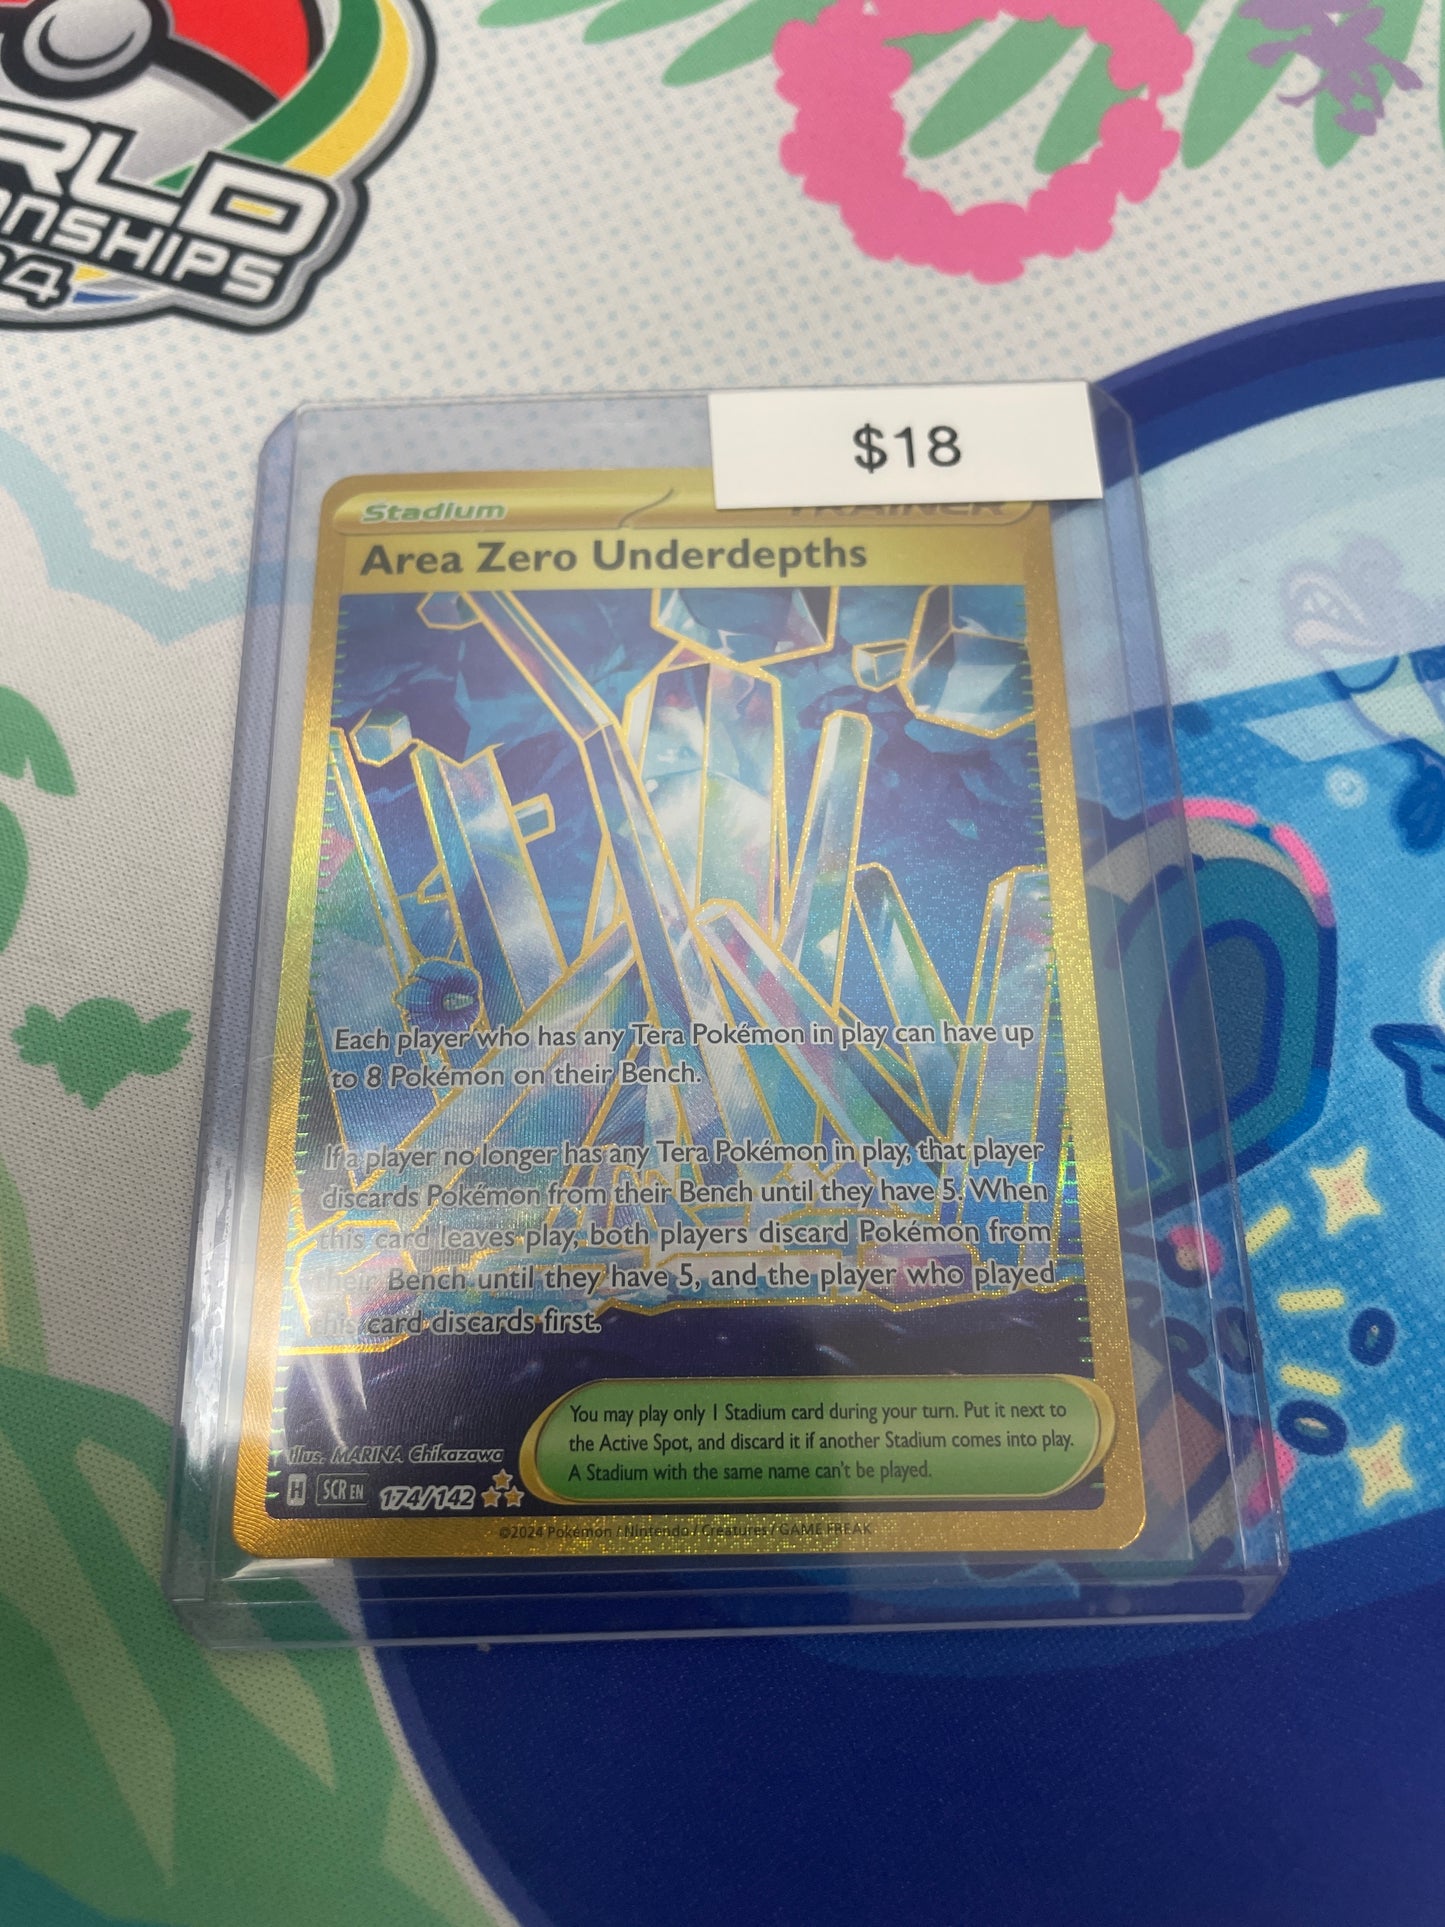 RLD
ONSHIPS
24
$18
Stadium
TRAINER
Area Zero Underdepths
Each player who has any Tera Pokémon in play can have up
to 8 Pokémon on their Bench.
If a player no longer has any Tera Pokémon in play, that player
discards Pokémon from their Bench until they have 5. When
this card leaves play, both players discard Pokémon from
their Bench until they have 5, and the player who played
this card discards first.
You may play only 1 Stadium card during your turn. Put it next to
the Active Spot, and discard it if another Stadium comes into play.
A Stadium with the same name can't be played.
Illus. MARINA Chikazawa
H SCR EN 174/142
©2024 Pokémon / Nintendo / Creatures / GAME FREAK